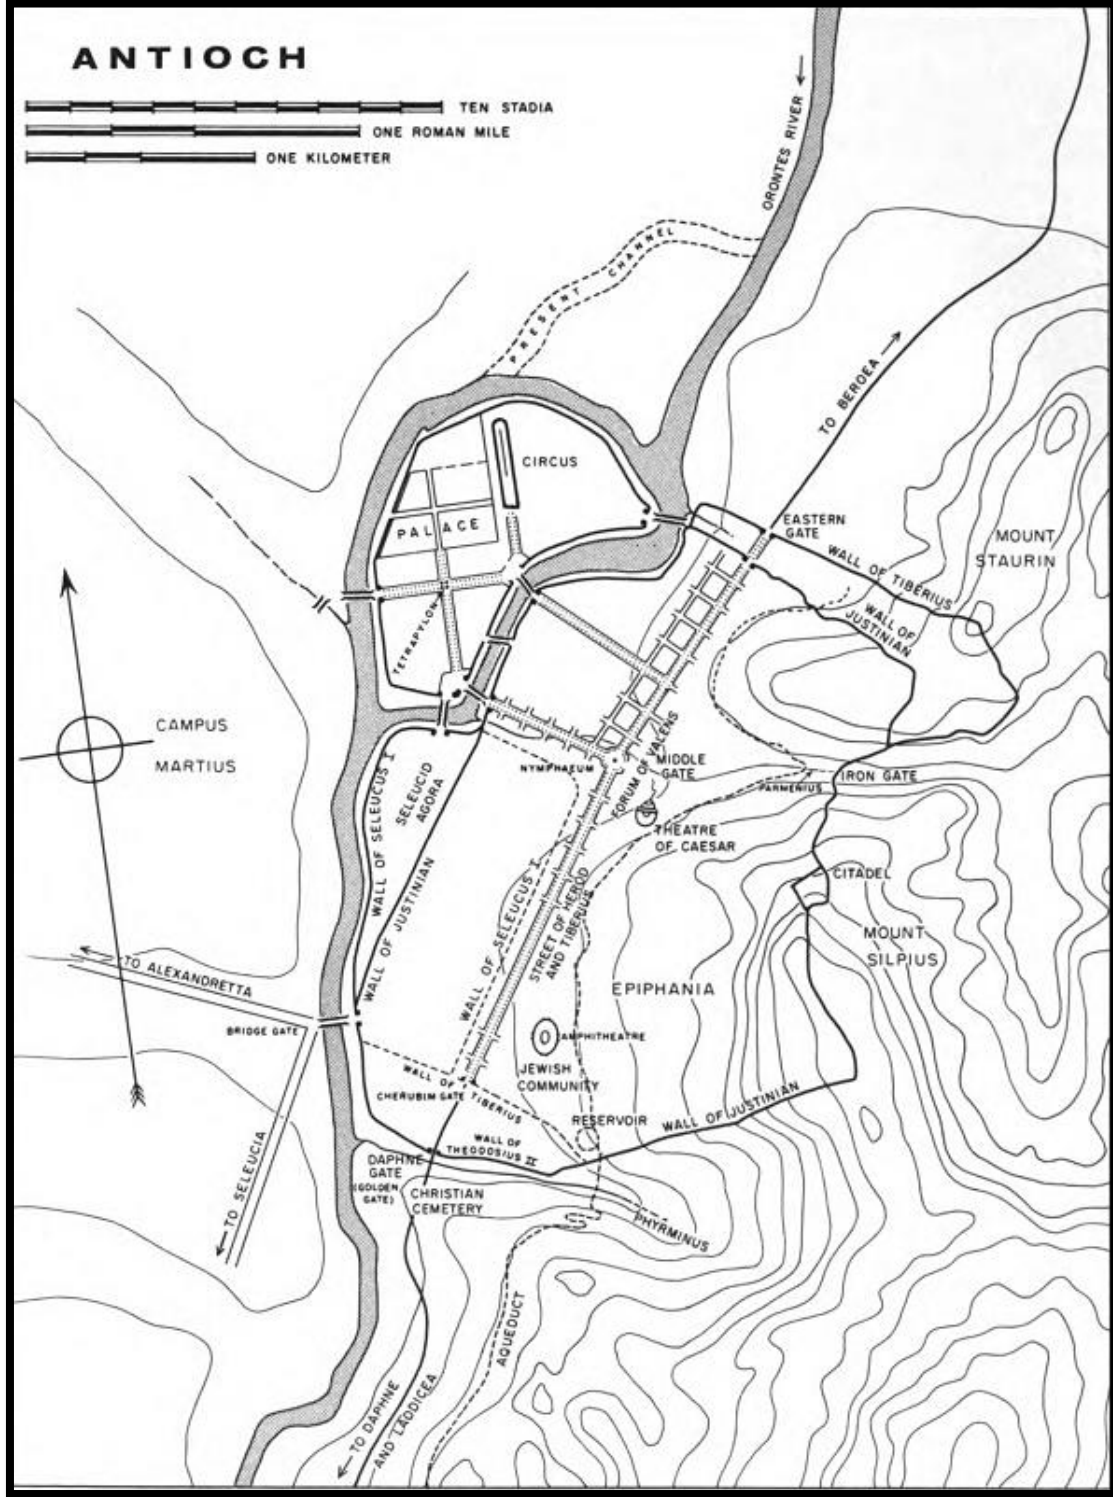 ANTIOCH
TEN STADIA
ONE ROMAN MILE
ONE KILOMETER
ORONTES RIVER
PRESENT CHANNEL
TO BEROEA
CIRCUS
PALACE
EASTERN
GATE
MOUNT
STAURIN
WALL OF TIBERIUS
WALL OF
JUSTINIAN
TETRAPYLON
CAMPUS
MARTIUS
WALL OF SELEUCUS I
SELEUCID
AGORA
NYMPHAEUM
FORUM OF VALENS
MIDDLE
GATE
PARMENIUS
IRON GATE
THEATRE
OF CAESAR
CITADEL
MOUNT
SILPIUS
WALL OF JUSTINIAN
WALL OF SELEUCUS I
STREET OF HEROD
AND TIBERIUS
EPIPHANIA
TO ALEXANDRETTA
BRIDGE GATE
AMPHITHEATRE
JEWISH
COMMUNITY
WALL OF TIBERIUS
CHERUBIM GATE
RESERVOIR
WALL OF JUSTINIAN
WALL OF
THEODOSIUS II
DAPHNE
GATE
(GOLDEN
GATE)
CHRISTIAN
CEMETERY
PHYRMINUS
TO SELEUCIA
AQUEDUCT
TO DAPHNE
AND LAODICEA